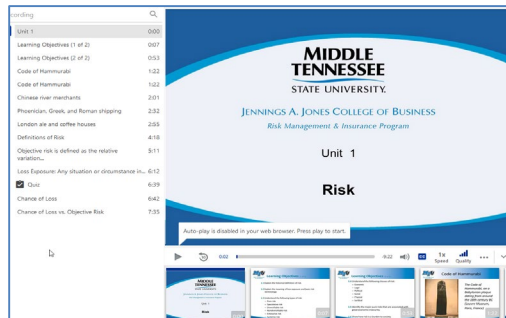 cording
Unit 1 0:00
Learning Objectives (1 of 2) 0:07
Learning Objectives (2 of 2) 0:53
Code of Hammurabi 1:22
Code of Hammurabi 1:22
Chinese river merchants 2:01
Phoenician, Greek, and Roman shipping 2:32
London ale and coffee houses 2:55
Definitions of Risk 4:18
Objective risk is defined as the relative 5:11
variation...
Loss Exposure: Any situation or circumstance in... 6:12
Quiz 6:39
Chance of Loss 6:42
Chance of Loss vs. Objective Risk 7:35
MIDDLE
TENNESSEE
STATE UNIVERSITY.
JENNINGS A. JONES COLLEGE OF BUSINESS
Risk Management & Insurance Program
Unit 1
Risk
Auto-play is disabled in your web browser. Press play to start.
0:02
-9:22
1x
Speed Quality
MIDDLE
TENNESSEE
Risk
Learning Objectives
Learning Objectives
Code of Hammurabi